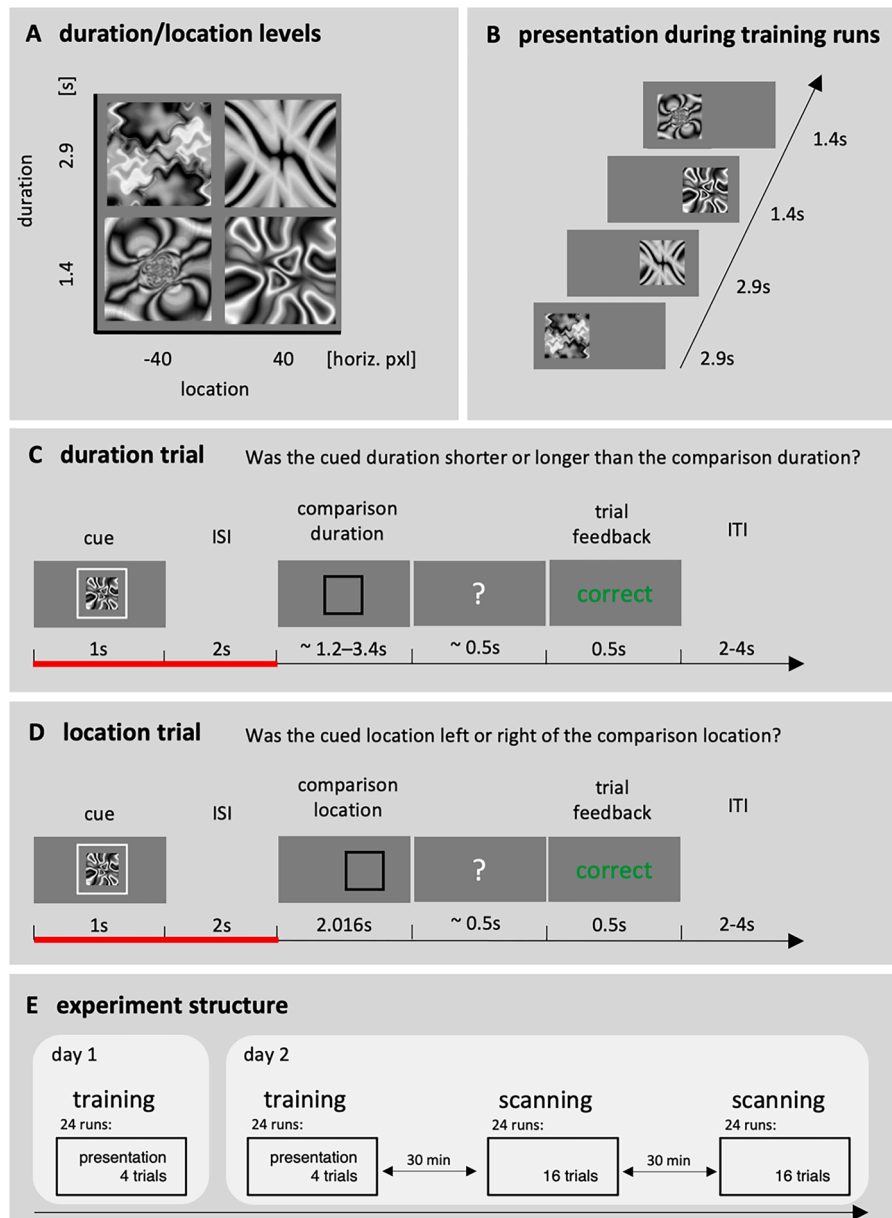 A duration/location levels
[s]
2.9
duration
1.4
-40 40 [horiz. pxl]
location
B presentation during training runs
1.4s
1.4s
2.9s
2.9s
C duration trial Was the cued duration shorter or longer than the comparison duration?
cue ISI comparison duration trial feedback ITI
? correct
1s 2s ~ 1.2–3.4s ~ 0.5s 0.5s 2-4s
D location trial Was the cued location left or right of the comparison location?
cue ISI comparison location trial feedback ITI
? correct
1s 2s 2.016s ~ 0.5s 0.5s 2-4s
E experiment structure
day 1
training
24 runs:
presentation
4 trials
day 2
training
24 runs:
presentation
4 trials
30 min
scanning
24 runs:
16 trials
30 min
scanning
24 runs:
16 trials